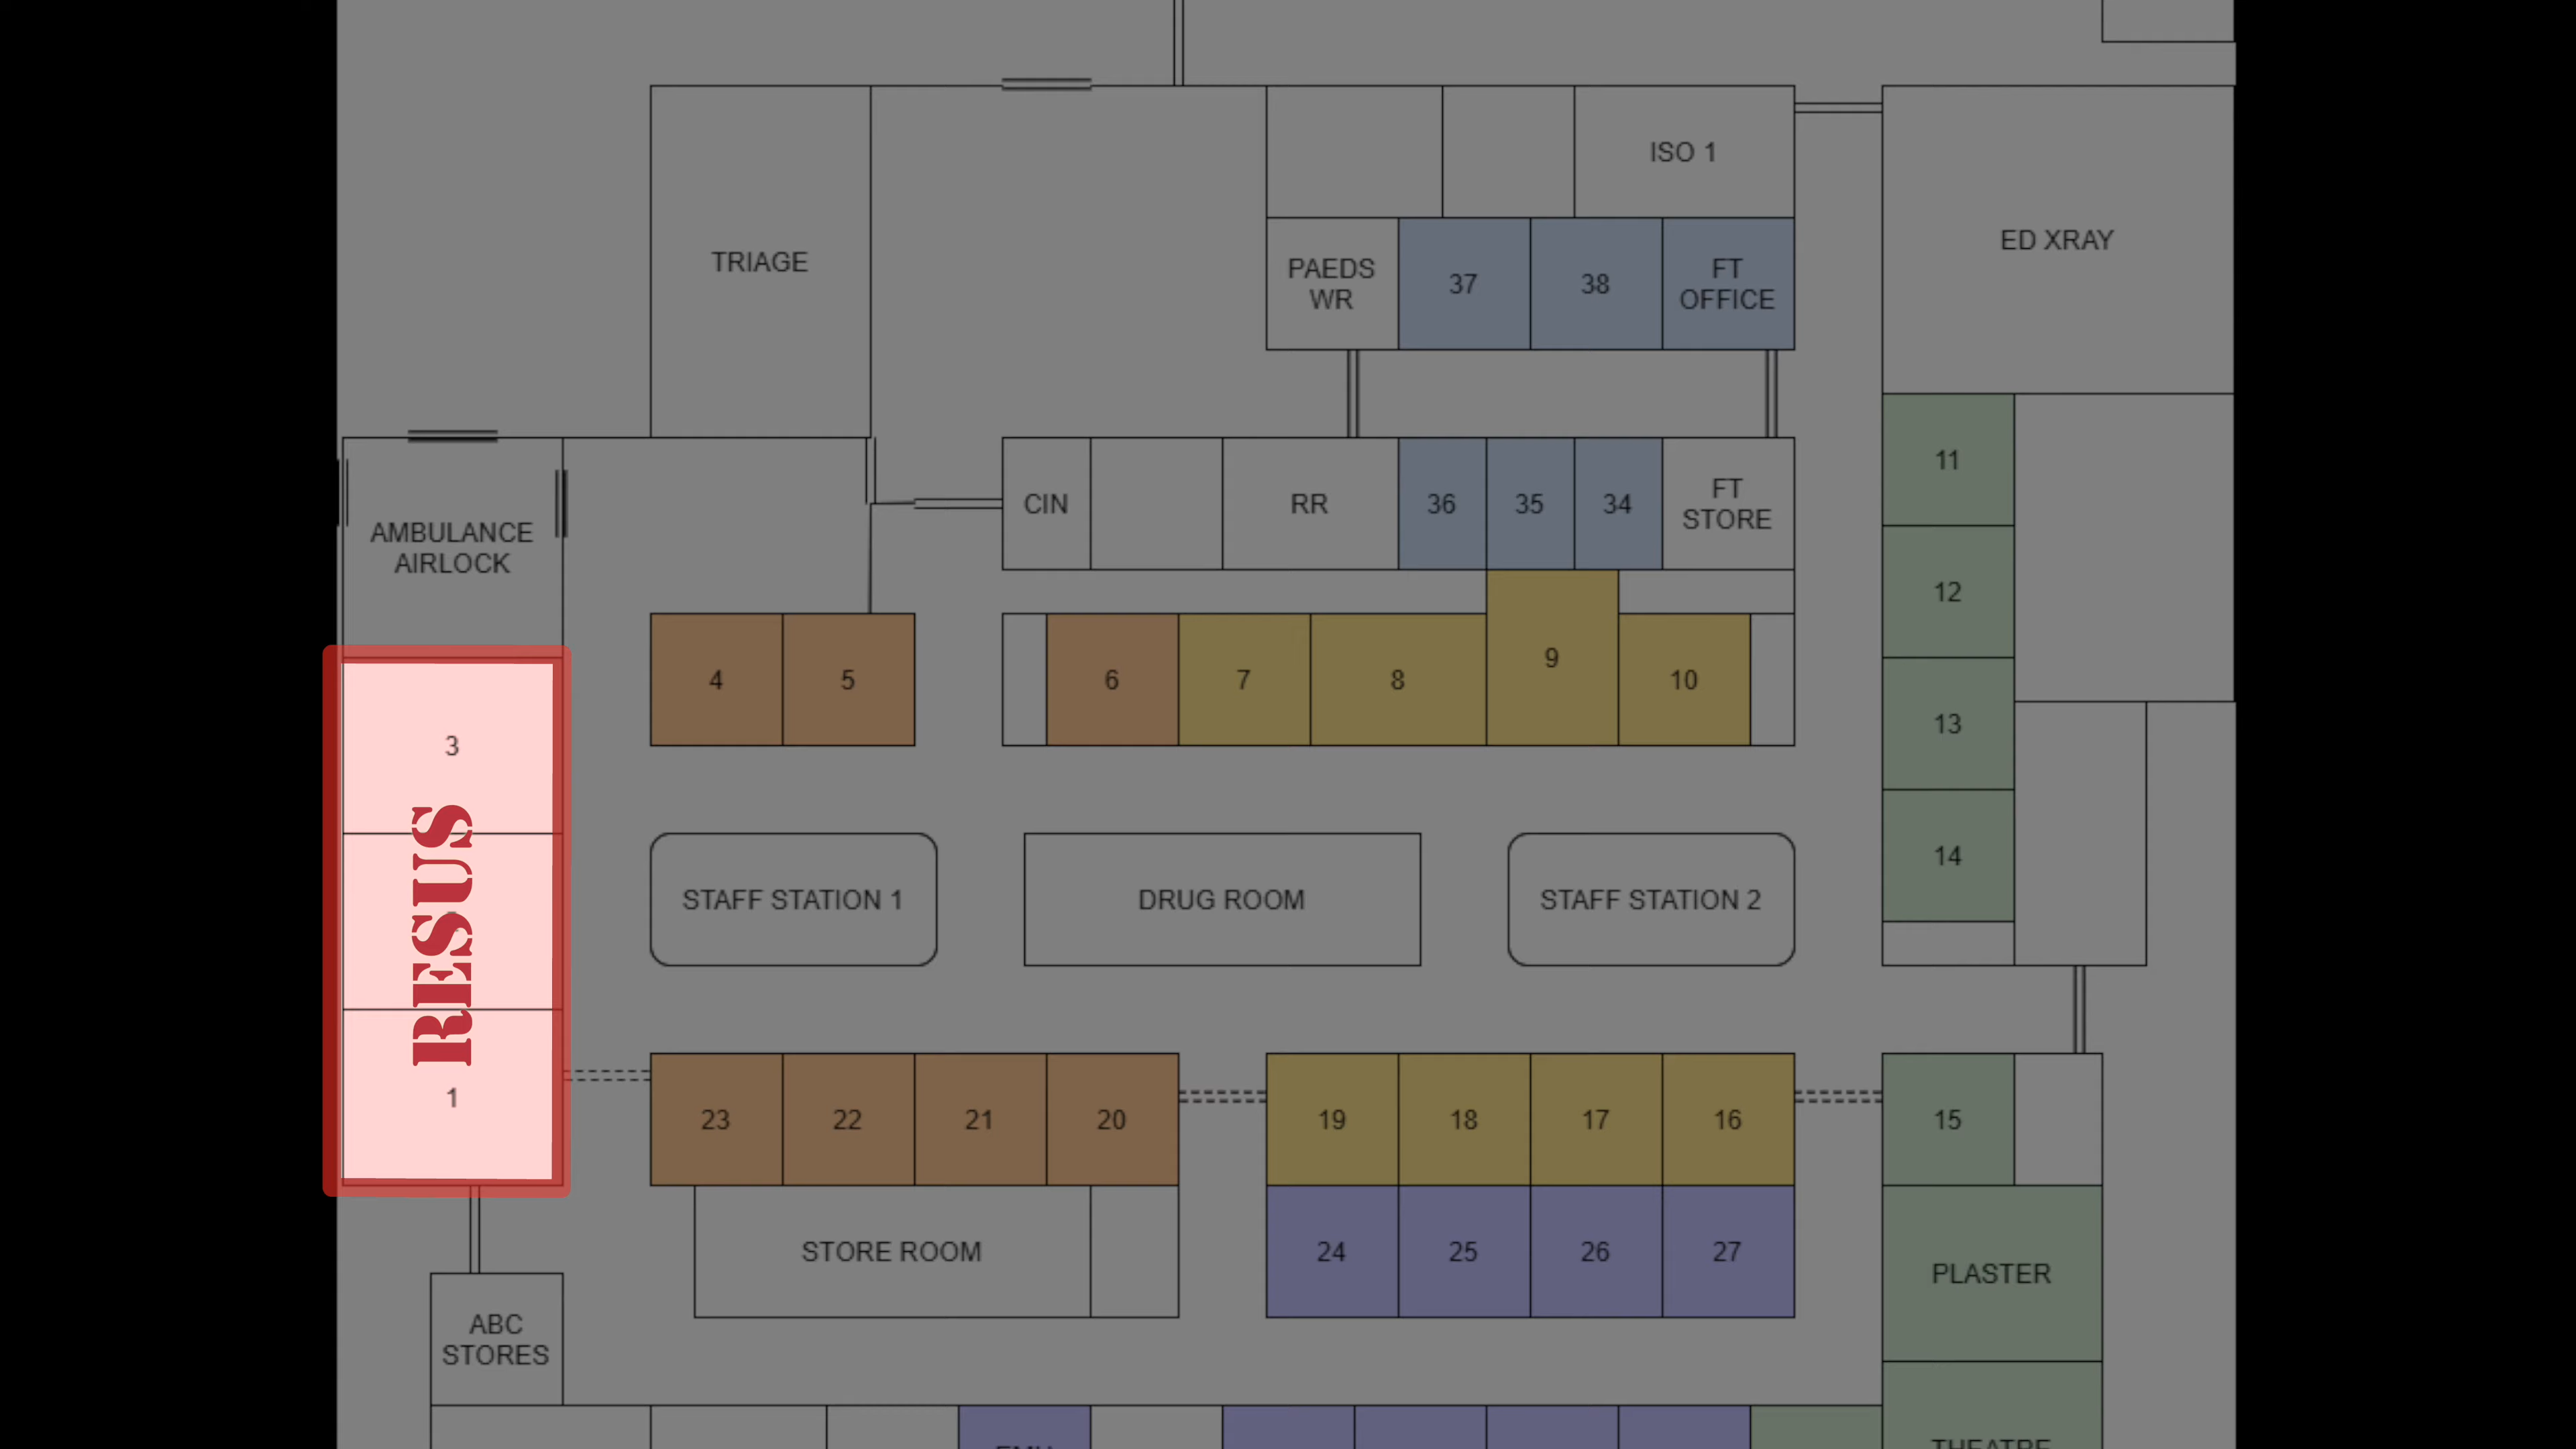 ISO 1
TRIAGE
ED XRAY
PAEDS
WR
37
38
FT
OFFICE
AMBULANCE
AIRLOCK
CIN
RR
36
35
34
FT
STORE
11
12
4
5
6
7
8
9
10
13
3
RESUS
1
STAFF STATION 1
DRUG ROOM
STAFF STATION 2
14
23
22
21
20
19
18
17
16
15
STORE ROOM
24
25
26
27
PLASTER
ABC
STORES